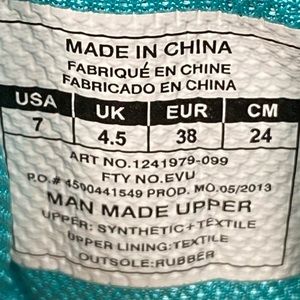 MADE IN CHINA
FABRIQUÉ EN CHINE
FABRICADO EN CHINA
USA UK EUR CM
7 4.5 38 24
ART NO.1241979-099
FTY NO.EVU
P.O.# 4500441549 PROD. MO.05/2013
MAN MADE UPPER
UPPER: SYNTHETIC+TEXTILE
UPPER LINING:TEXTILE
OUTSOLE:RUBBER